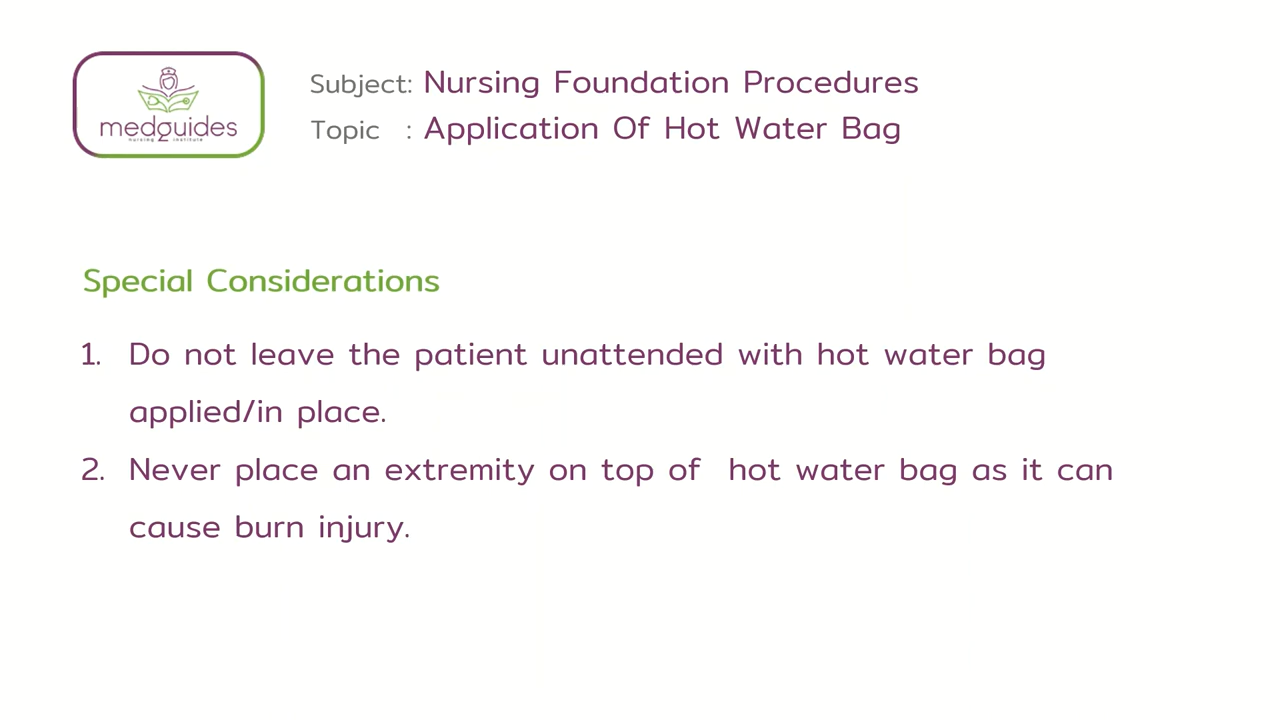 medguides
nursing institute
Subject: Nursing Foundation Procedures
Topic : Application Of Hot Water Bag
Special Considerations
1. Do not leave the patient unattended with hot water bag
applied/in place.
2. Never place an extremity on top of hot water bag as it can
cause burn injury.